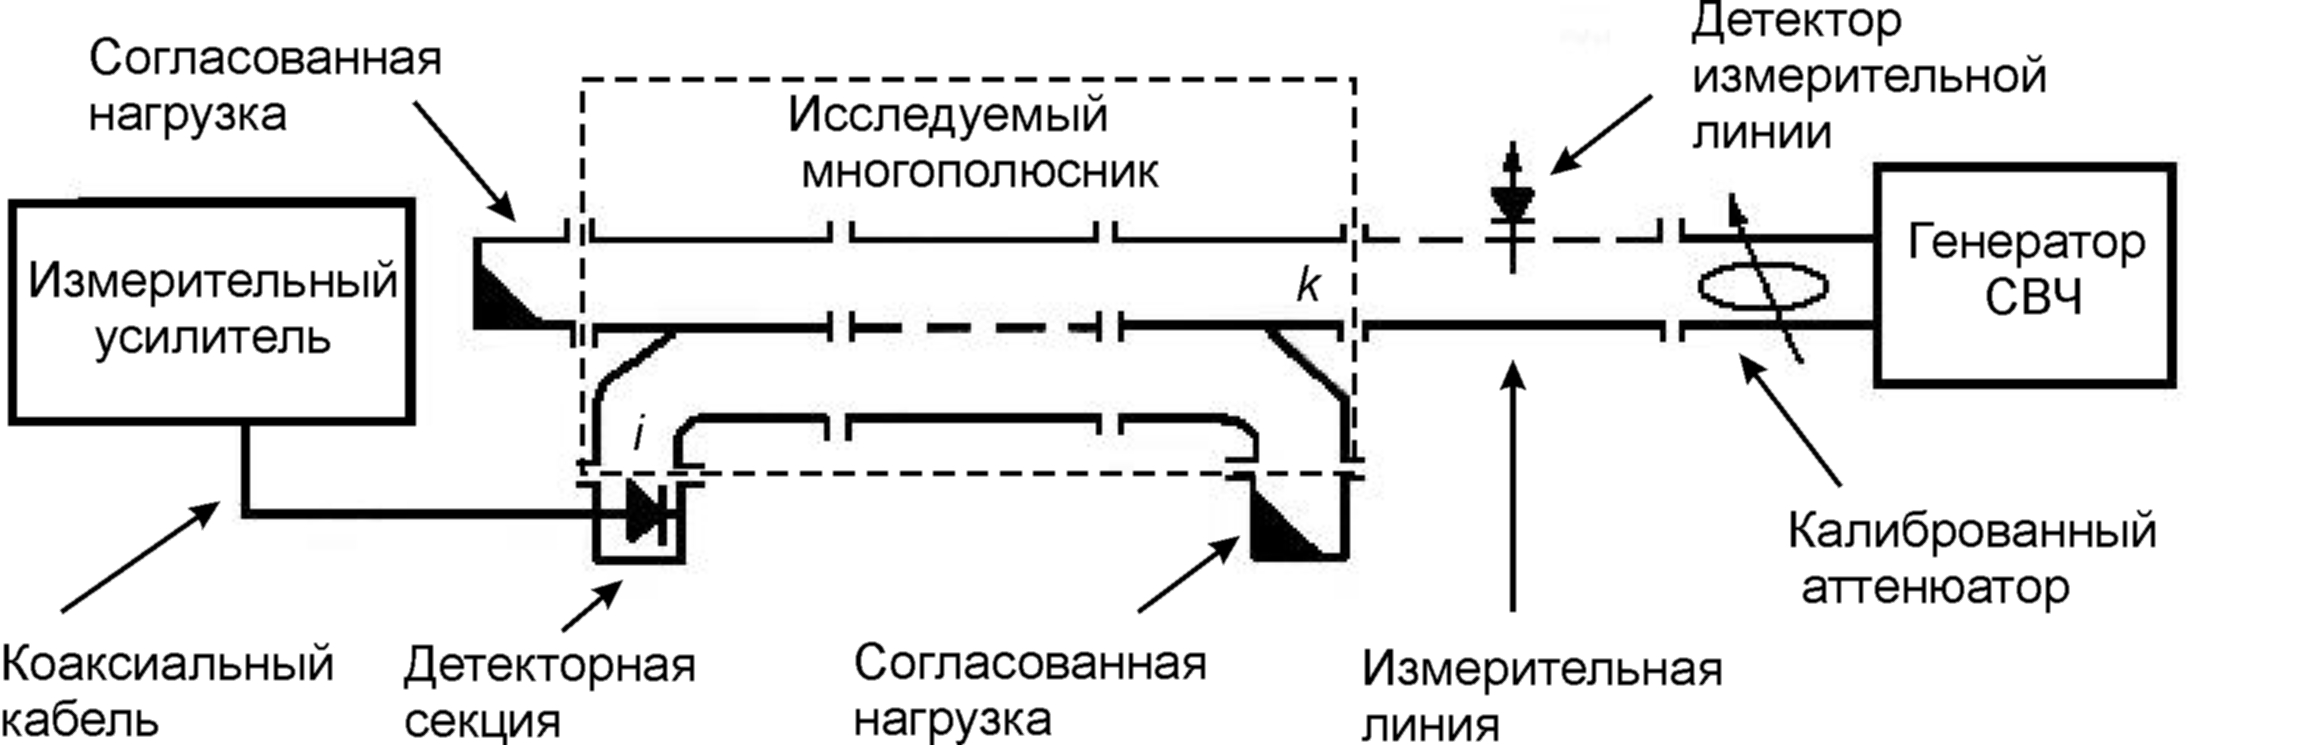 Согласованная
нагрузка
Исследуемый
многополюсник
Детектор
измерительной
линии
Измерительный
усилитель
k
Генератор
СВЧ
i
Калиброванный
аттенюатор
Коаксиальный
кабель
Детекторная
секция
Согласованная
нагрузка
Измерительная
линия